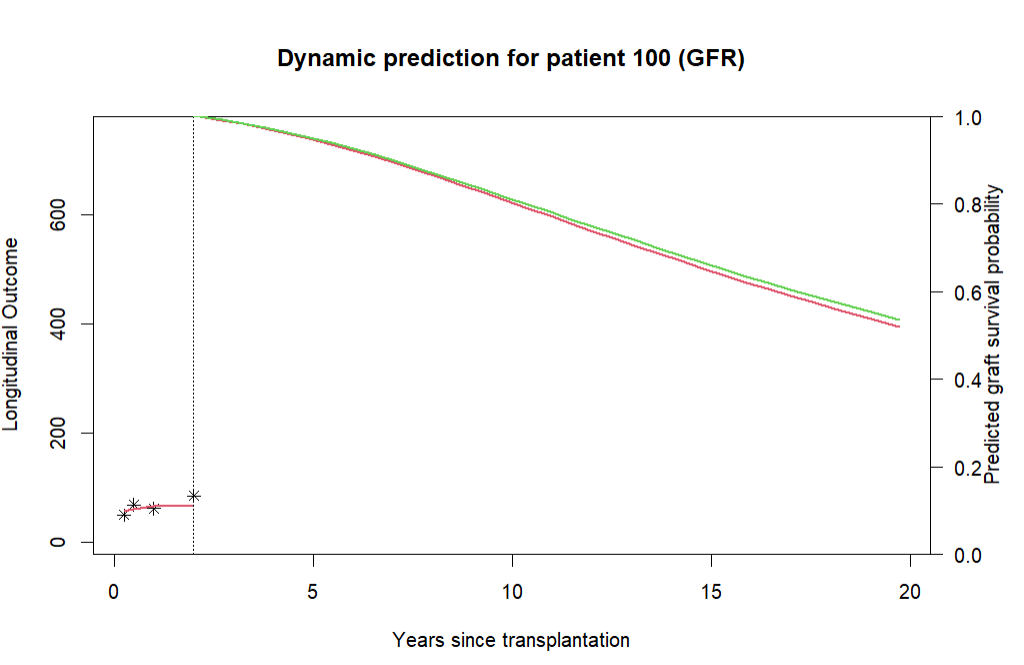 Dynamic prediction for patient 100 (GFR)
Longitudinal Outcome
0
200
400
600
0.0
0.2
0.4
0.6
0.8
1.0
Predicted graft survival probability
0 5 10 15 20
Years since transplantation